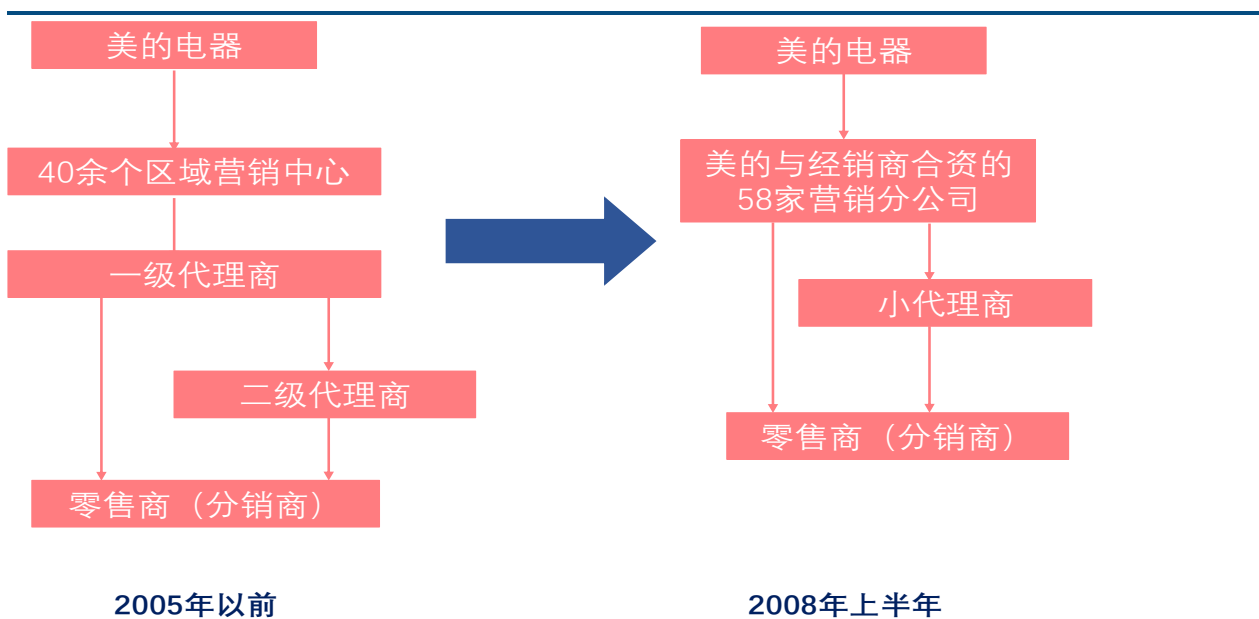 美的电器
40余个区域营销中心
一级代理商
二级代理商
零售商（分销商）
2005年以前
美的电器
美的与经销商合资的
58家营销分公司
小代理商
零售商（分销商）
2008年上半年